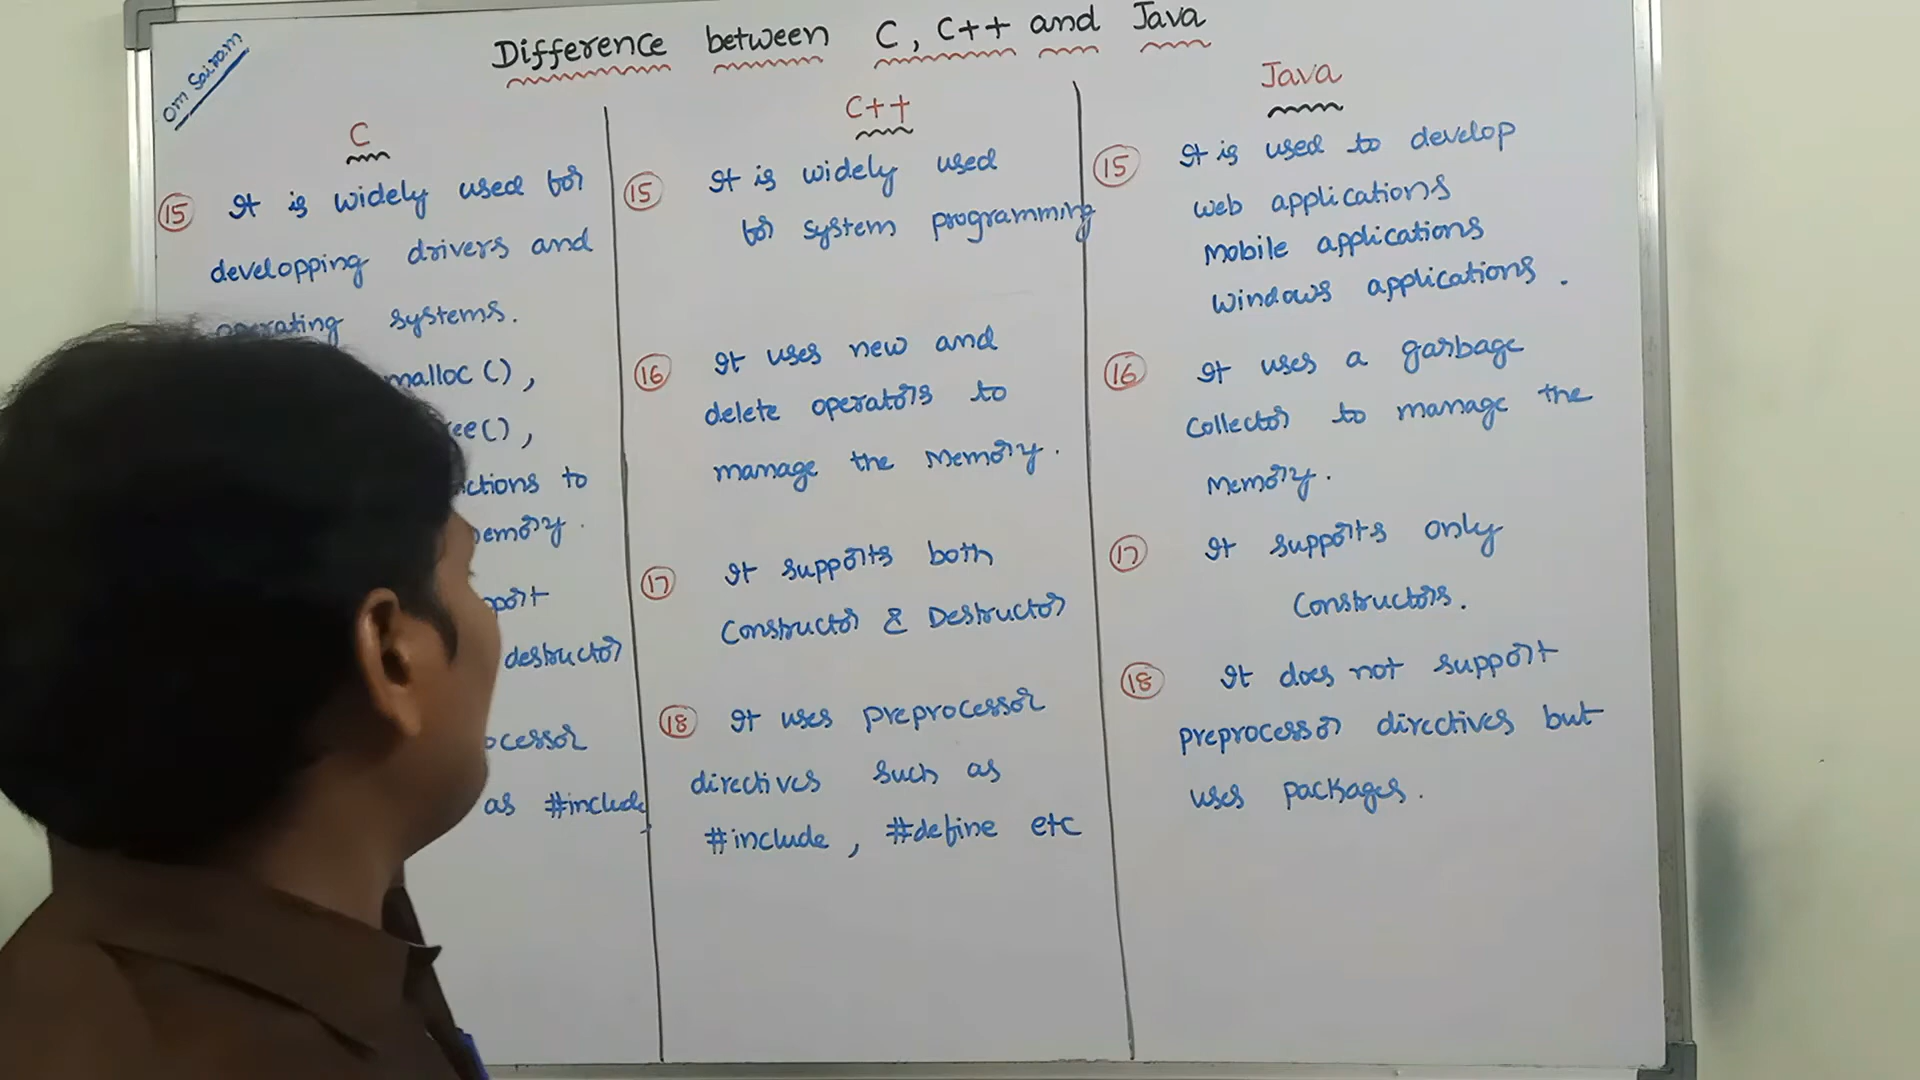 Om Sairam
Difference between C, C++ and Java
C
15 It is widely used for
developping drivers and
operating systems.
malloc (),
ctions to
destructor
as #include
C++
15 It is widely used
for system programming
16 It uses new and
delete operators to
manage the Memory.
17 It supports both
Constructor & Destructor
18 It uses preprocessor
directives such as
#include, #define etc
Java
15 It is used to develop
web applications
Mobile applications
Windows applications.
16 It uses a garbage
Collector to manage the
Memory.
17 It supports only
Constructors.
18 It does not support
preprocessor directives but
uses packages.